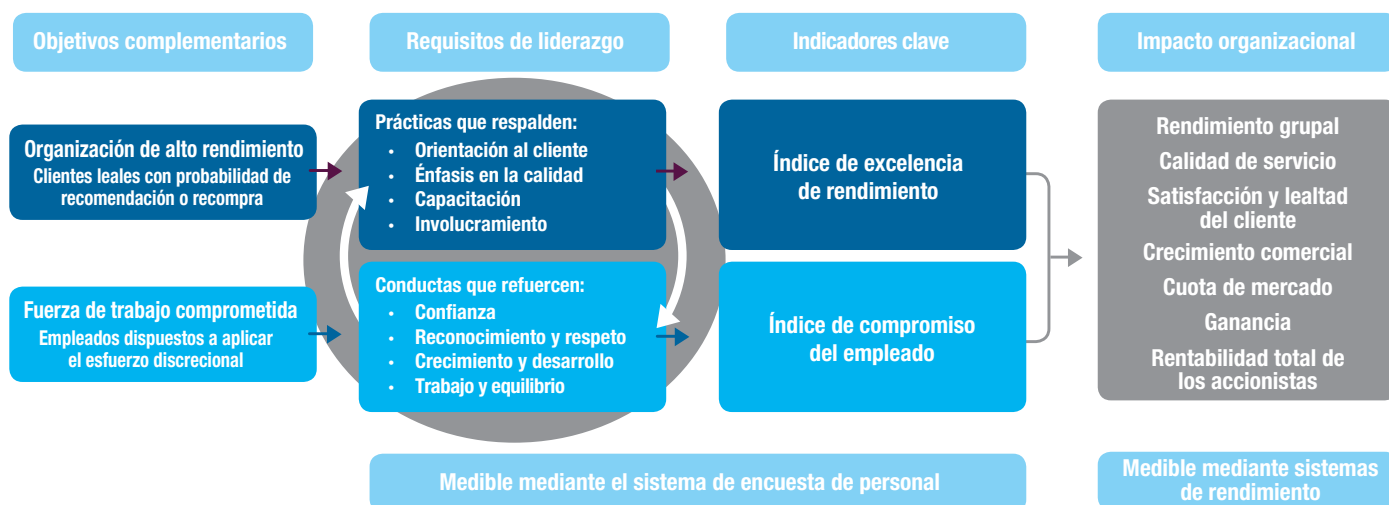 Objetivos complementarios
Requisitos de liderazgo
Indicadores clave
Impacto organizacional
Organización de alto rendimiento
Clientes leales con probabilidad de
recomendación o recompra
Prácticas que respalden:
• Orientación al cliente
• Énfasis en la calidad
• Capacitación
• Involucramiento
Índice de excelencia
de rendimiento
Fuerza de trabajo comprometida
Empleados dispuestos a aplicar
el esfuerzo discrecional
Conductas que refuercen:
• Confianza
• Reconocimiento y respeto
• Crecimiento y desarrollo
• Trabajo y equilibrio
Índice de compromiso
del empleado
Rendimiento grupal
Calidad de servicio
Satisfacción y lealtad
del cliente
Crecimiento comercial
Cuota de mercado
Ganancia
Rentabilidad total de
los accionistas
Medible mediante el sistema de encuesta de personal
Medible mediante sistemas
de rendimiento